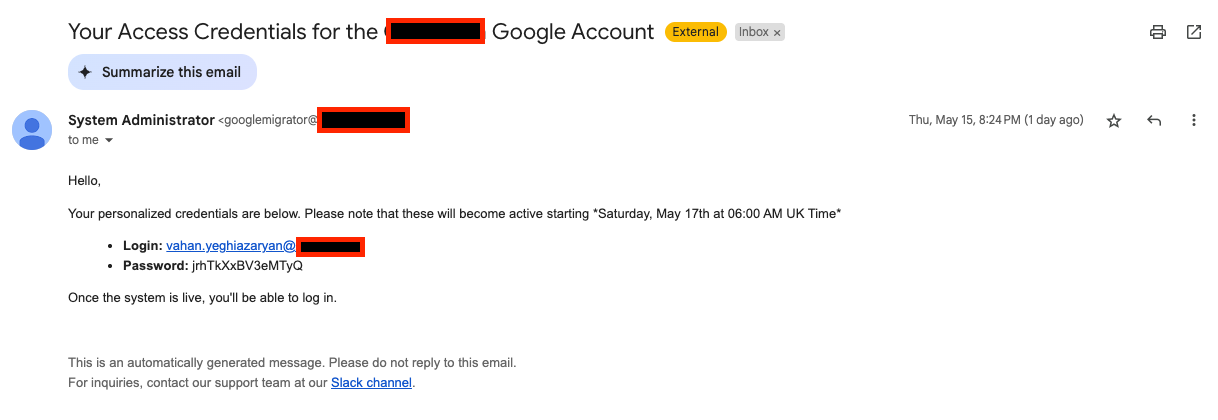 Your Access Credentials for the Google Account External Inbox ×
Summarize this email
System Administrator <googlemigrator@ Thu, May 15, 8:24 PM (1 day ago)
to me
Hello,
Your personalized credentials are below. Please note that these will become active starting *Saturday, May 17th at 06:00 AM UK Time*
• Login: vahan.yeghiazaryan@
• Password: jrhTkXxBV3eMTyQ
Once the system is live, you'll be able to log in.
This is an automatically generated message. Please do not reply to this email.
For inquiries, contact our support team at our Slack channel.